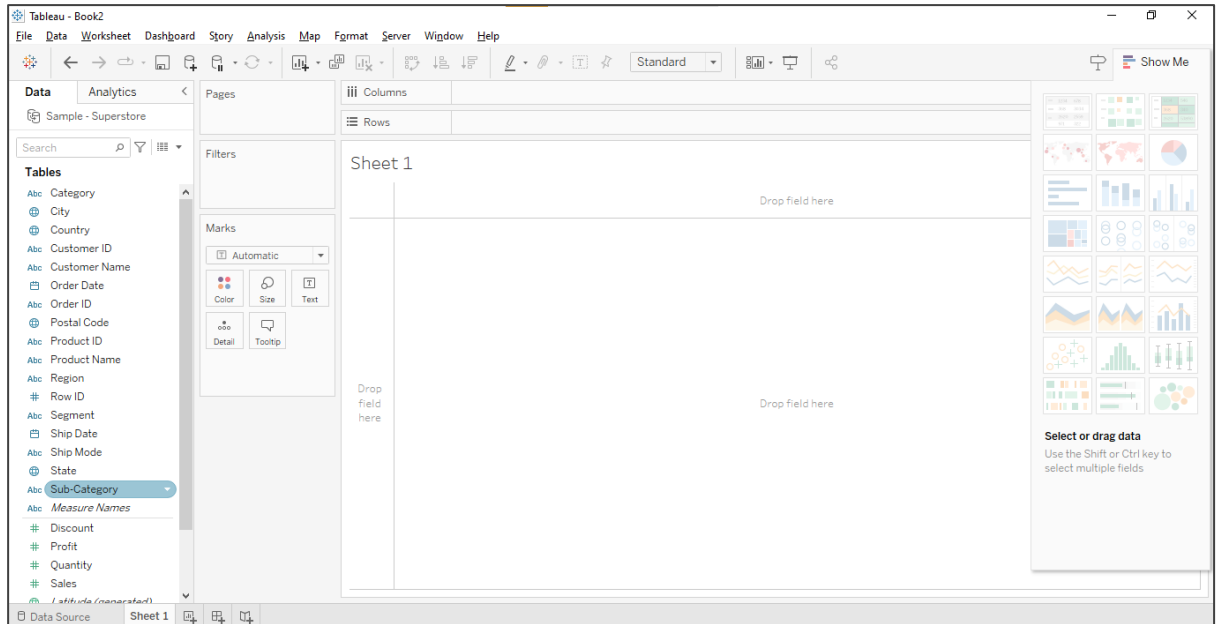 Tableau - Book2
File Data Worksheet Dashboard Story Analysis Map Format Server Window Help
Standard
Show Me
Data Analytics
Sample - Superstore
Search
Tables
Abc Category
City
Country
Abc Customer ID
Abc Customer Name
Order Date
Abc Order ID
Postal Code
Abc Product ID
Abc Product Name
Abc Region
# Row ID
Abc Segment
Ship Date
Abc Ship Mode
State
Abc Sub-Category
Abc Measure Names
# Discount
# Profit
# Quantity
# Sales
Latitude (generated)
Pages
Filters
Marks
T Automatic
Color Size Text
Detail Tooltip
Columns
Rows
Sheet 1
Drop field here
Drop
field
here
Drop field here
Select or drag data
Use the Shift or Ctrl key to
select multiple fields
Data Source Sheet 1